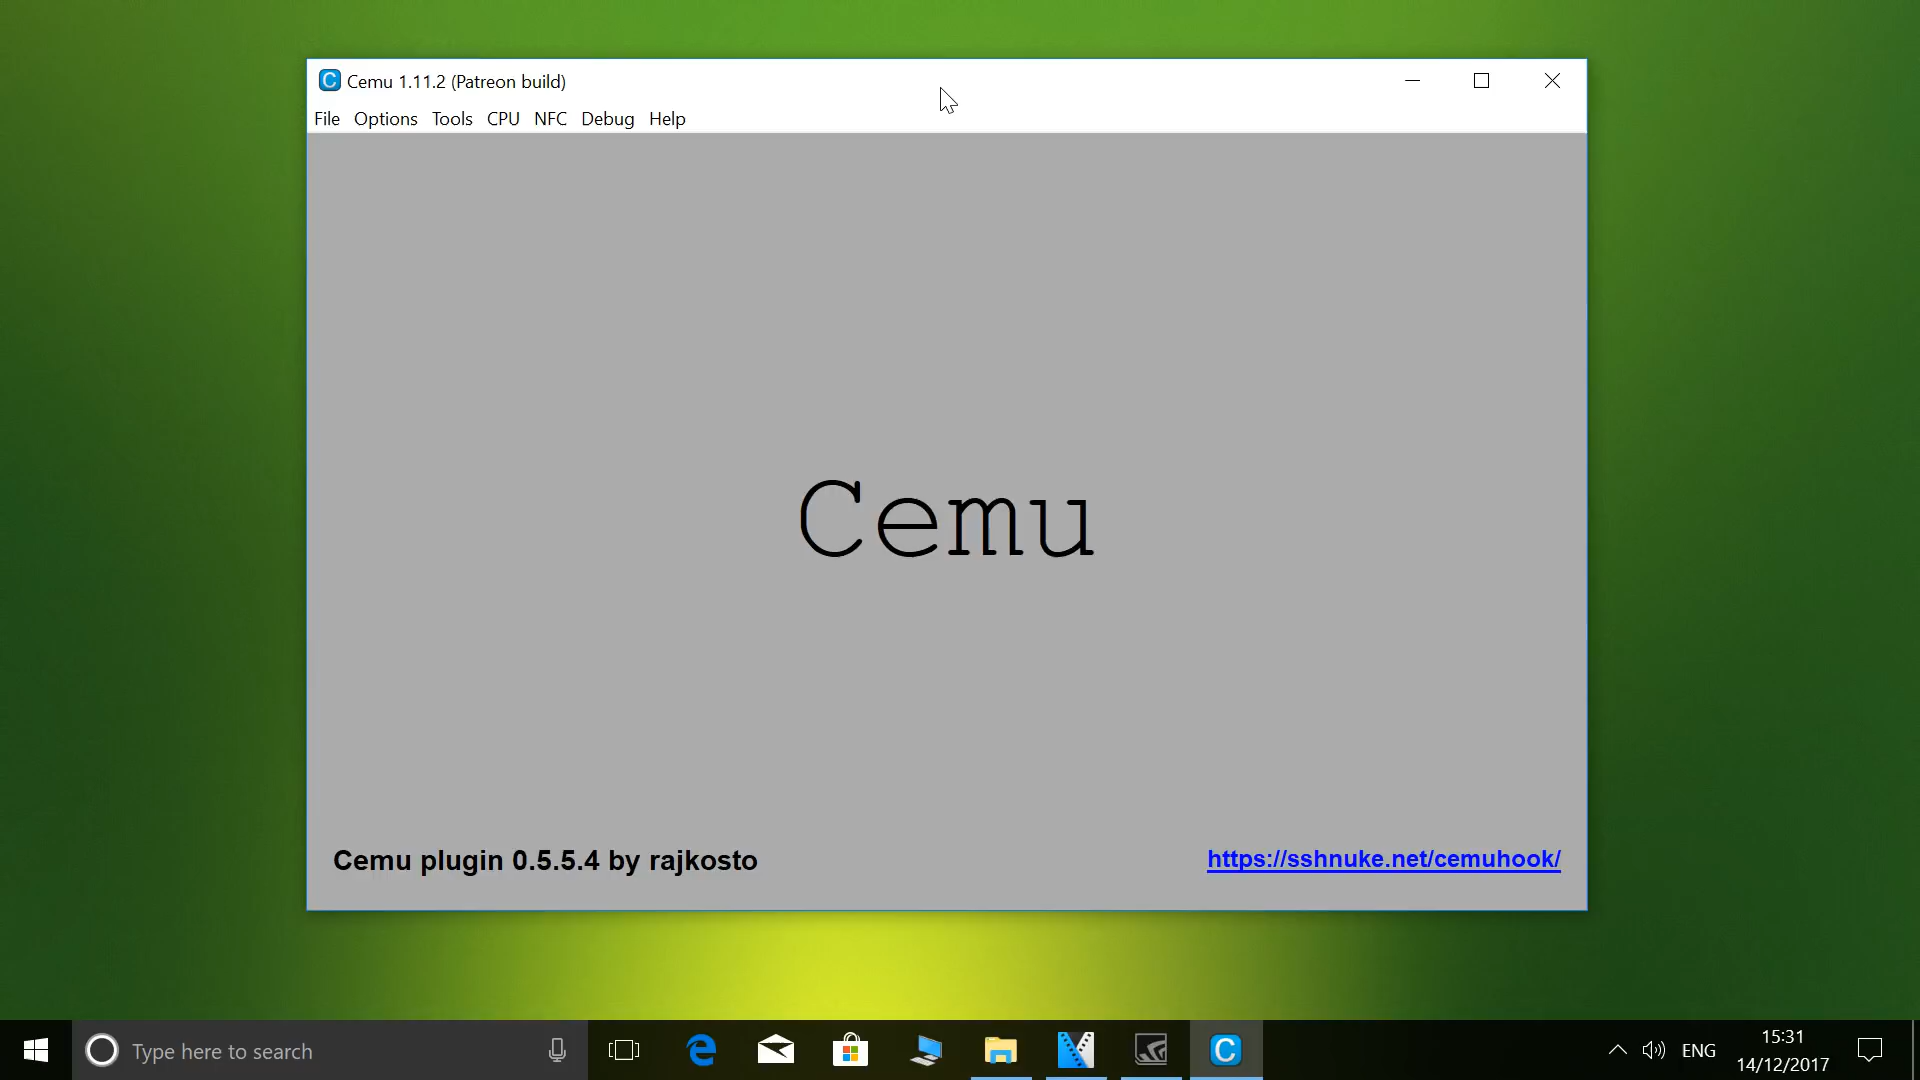 Cemu 1.11.2 (Patreon build)
File Options Tools CPU NFC Debug Help
Cemu
Cemu plugin 0.5.5.4 by rajkosto
https://sshnuke.net/cemuhook/
Type here to search
ENG
15:31
14/12/2017